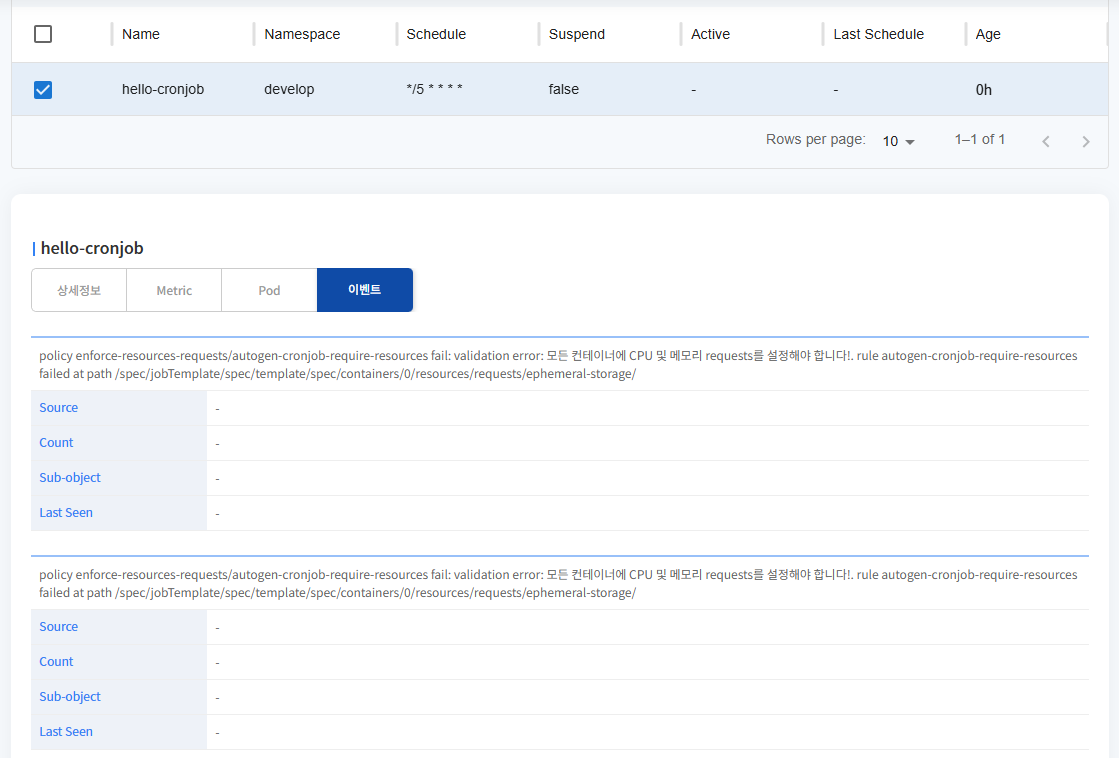 Name Namespace Schedule Suspend Active Last Schedule Age
hello-cronjob develop */5 * * * * false - - 0h
Rows per page: 10 1–1 of 1
hello-cronjob
상세정보 Metric Pod 이벤트
policy enforce-resources-requests/autogen-cronjob-require-resources fail: validation error: 모든 컨테이너에 CPU 및 메모리 requests를 설정해야 합니다!. rule autogen-cronjob-require-resources
failed at path /spec/jobTemplate/spec/template/spec/containers/0/resources/requests/ephemeral-storage/
Source -
Count -
Sub-object -
Last Seen -
policy enforce-resources-requests/autogen-cronjob-require-resources fail: validation error: 모든 컨테이너에 CPU 및 메모리 requests를 설정해야 합니다!. rule autogen-cronjob-require-resources
failed at path /spec/jobTemplate/spec/template/spec/containers/0/resources/requests/ephemeral-storage/
Source -
Count -
Sub-object -
Last Seen -